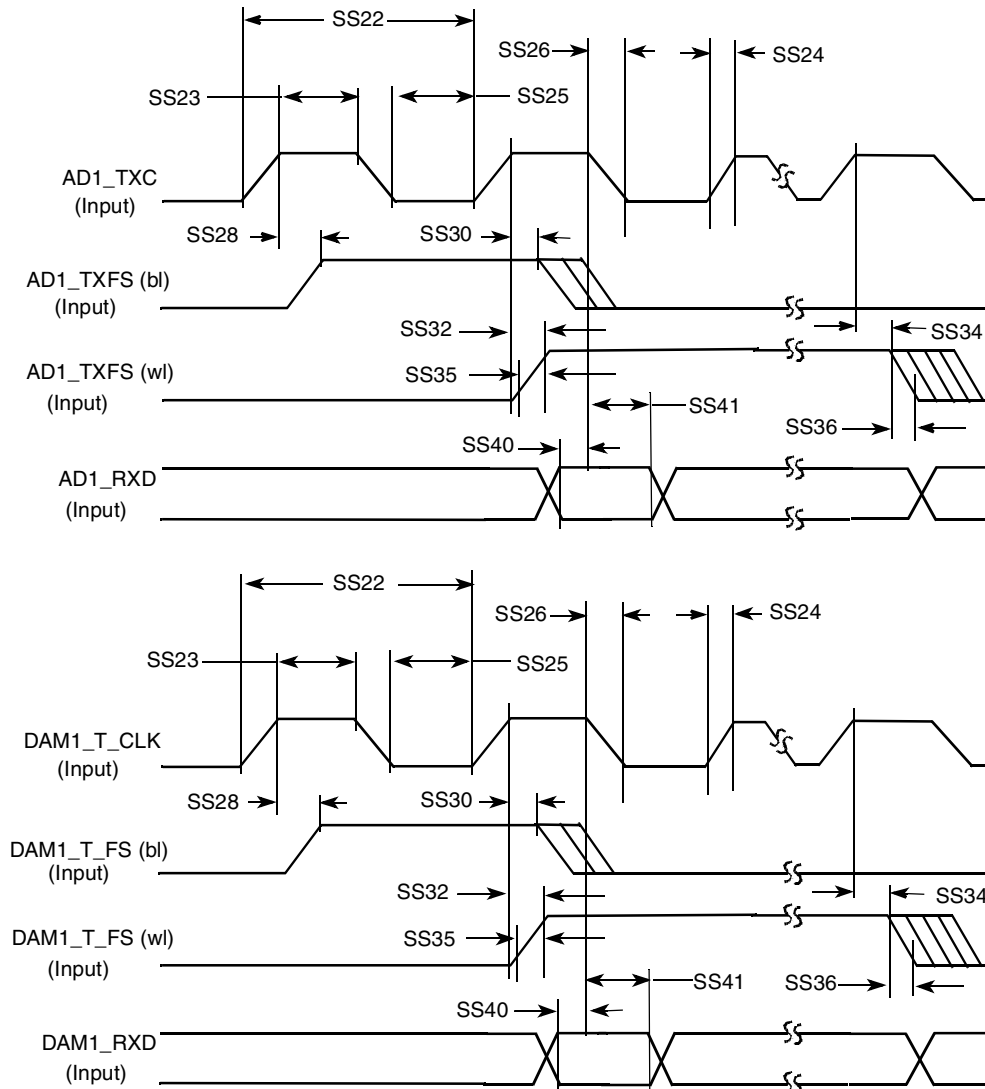 SS22
SS26
SS24
SS23
SS25
AD1_TXC
(Input)
SS28
SS30
AD1_TXFS (bl)
(Input)
SS32
SS34
SS35
AD1_TXFS (wl)
(Input)
SS41
SS36
SS40
AD1_RXD
(Input)
SS22
SS26
SS24
SS23
SS25
DAM1_T_CLK
(Input)
SS28
SS30
DAM1_T_FS (bl)
(Input)
SS32
SS34
SS35
DAM1_T_FS (wl)
(Input)
SS41
SS36
SS40
DAM1_RXD
(Input)